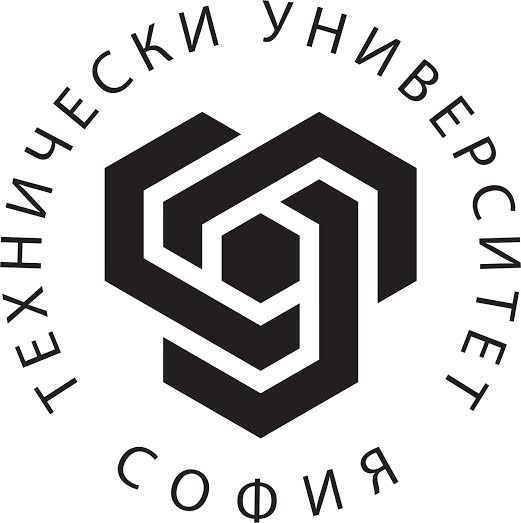 ТЕХНИЧЕСКИ УНИВЕРСИТЕТ
СОФИЯ